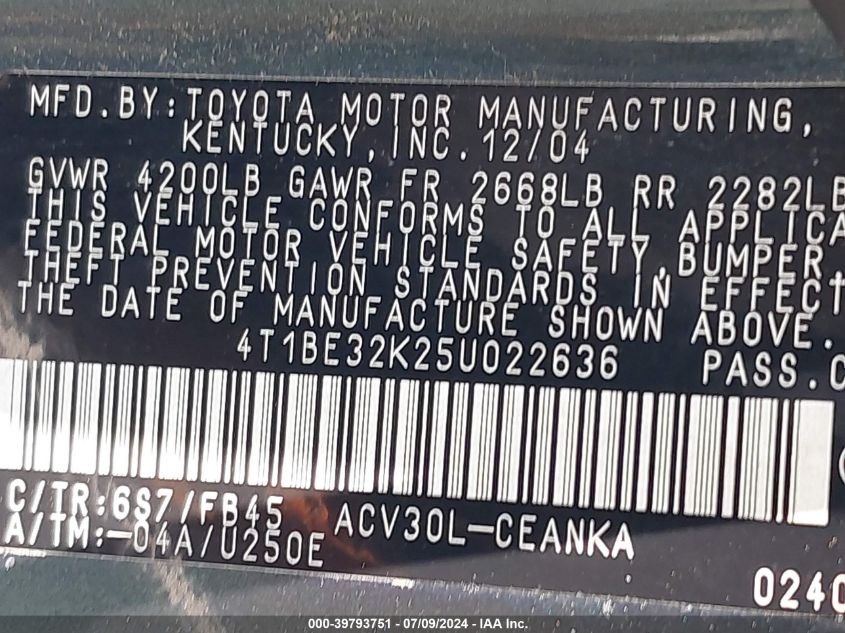 MFD.BY:TOYOTA MOTOR MANUFACTURING,
KENTUCKY,INC. 12/04
GVWR 4200LB GAWR FR 2668LB RR 2282LB
THIS VEHICLE CONFORMS TO ALL APPLICA
FEDERAL MOTOR VEHICLE SAFETY,BUMPER,
THEFT PREVENTION STANDARDS IN EFFECT
THE DATE OF MANUFACTURE SHOWN ABOVE.
4T1BE32K25U022636 PASS.C
C/TR:6S7/FB45 ACV30L-CEANKA
A/TM:-04A/U250E
0240
000-39793751 - 07/09/2024 - IAA Inc.